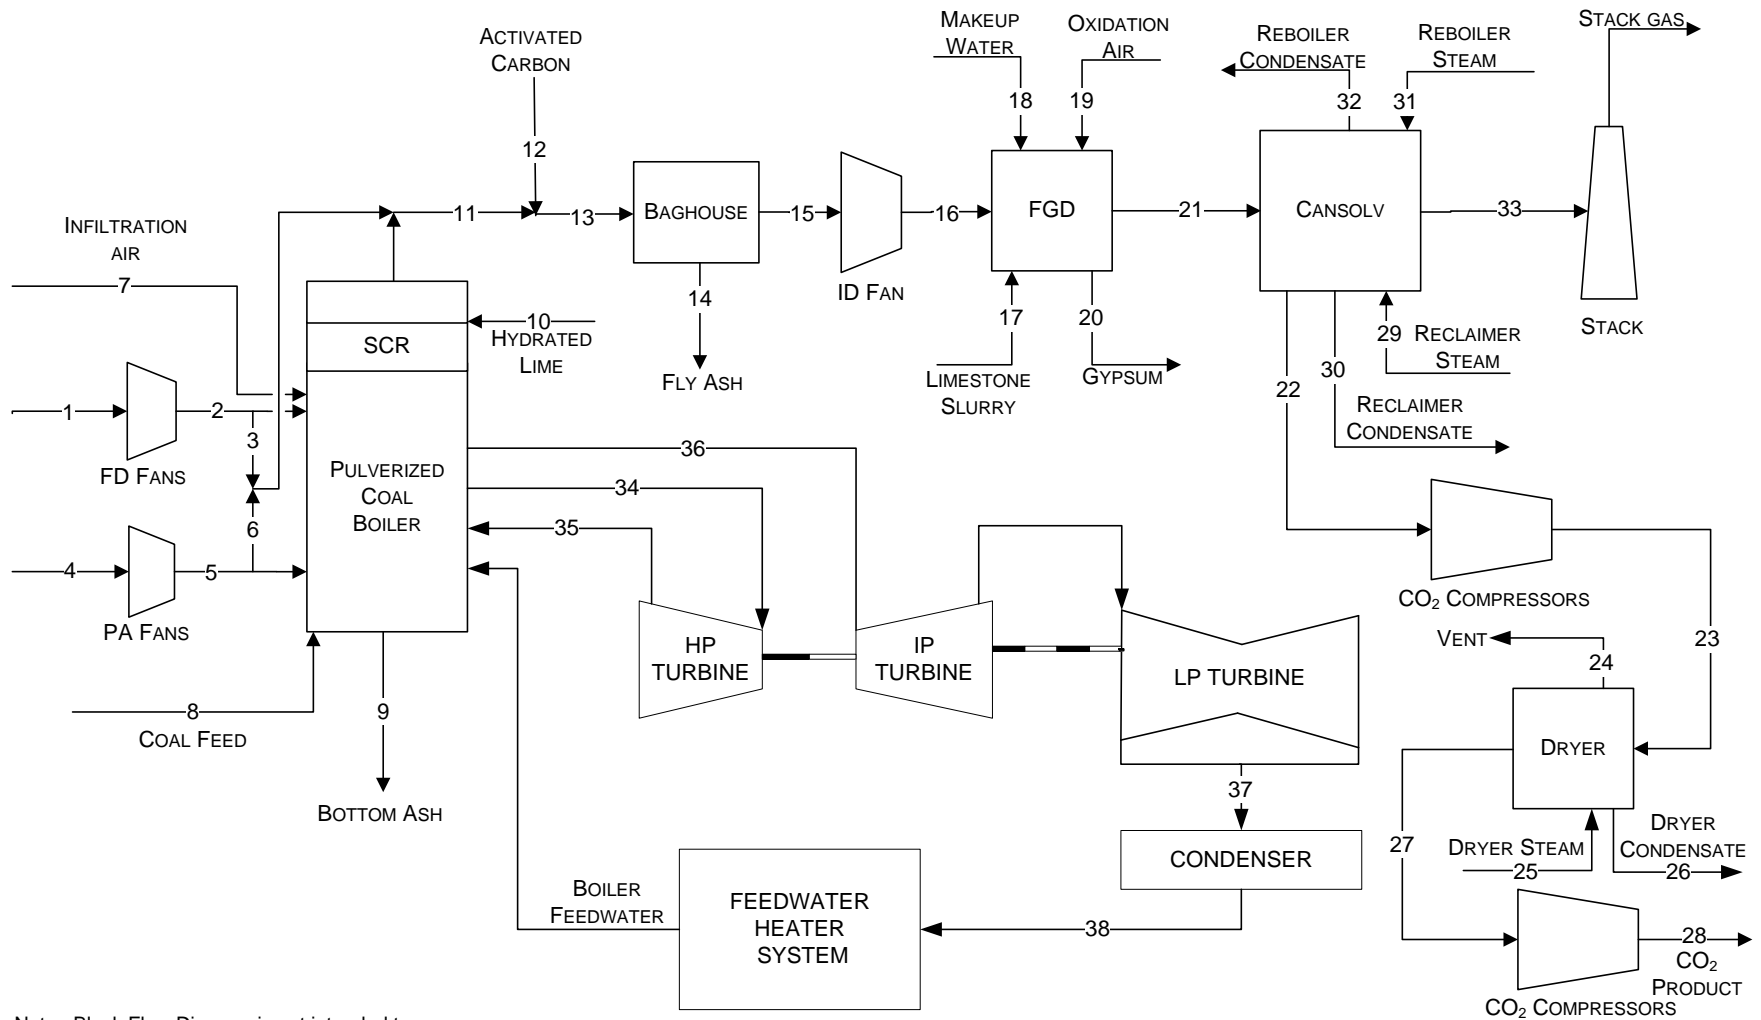 ACTIVATED
CARBON
12
MAKEUP
WATER
18
OXIDATION
AIR
19
REBOILER
CONDENSATE
32
REBOILER
STEAM
31
STACK GAS
INFILTRATION
AIR
7
11
13
BAGHOUSE
15
16
ID FAN
FGD
21
CANSOLV
33
STACK
14
FLY ASH
17
LIMESTONE
SLURRY
20
GYPSUM
22
30
RECLAIMER
CONDENSATE
29
RECLAIMER
STEAM
10
HYDRATED
LIME
SCR
1
2
3
FD FANS
6
4
5
PA FANS
PULVERIZED
COAL
BOILER
36
34
35
8
COAL FEED
9
BOTTOM ASH
HP
TURBINE
IP
TURBINE
LP TURBINE
37
CONDENSER
38
FEEDWATER
HEATER
SYSTEM
BOILER
FEEDWATER
CO2 COMPRESSORS
23
VENT
24
DRYER
27
DRYER STEAM
25
DRYER
CONDENSATE
26
28
CO2
PRODUCT
CO2 COMPRESSORS